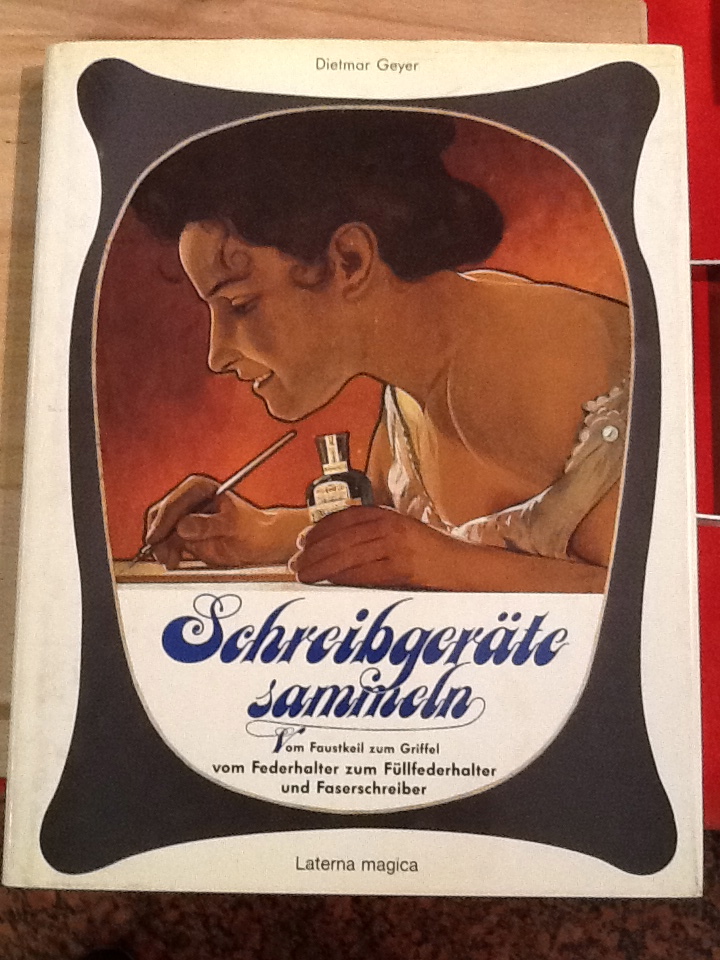 Dietmar Geyer
Schreibgeräte
sammeln
Vom Faustkeil zum Griffel
vom Federhalter zum Füllfederhalter
und Faserschreiber
Laterna magica